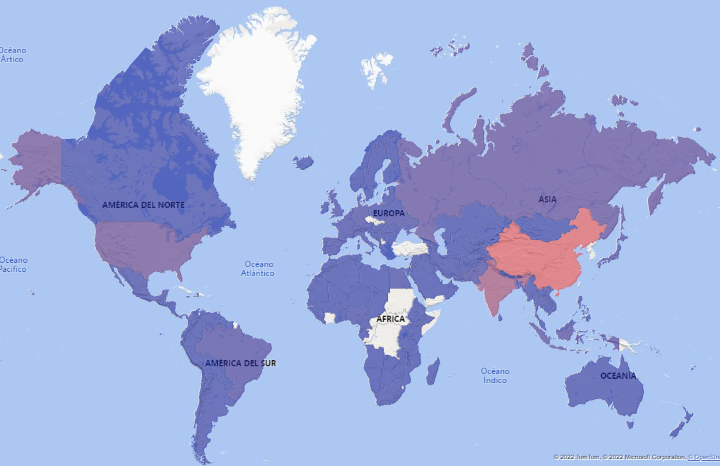 Océano
Ártico
AMÉRICA DEL NORTE
EUROPA
ASIA
Océano
Pacífico
Océano
Atlántico
ÁFRICA
AMÉRICA DEL SUR
Océano
Índico
OCEANÍA
© 2022 TomTom, © 2022 Microsoft Corporation, © OpenStre